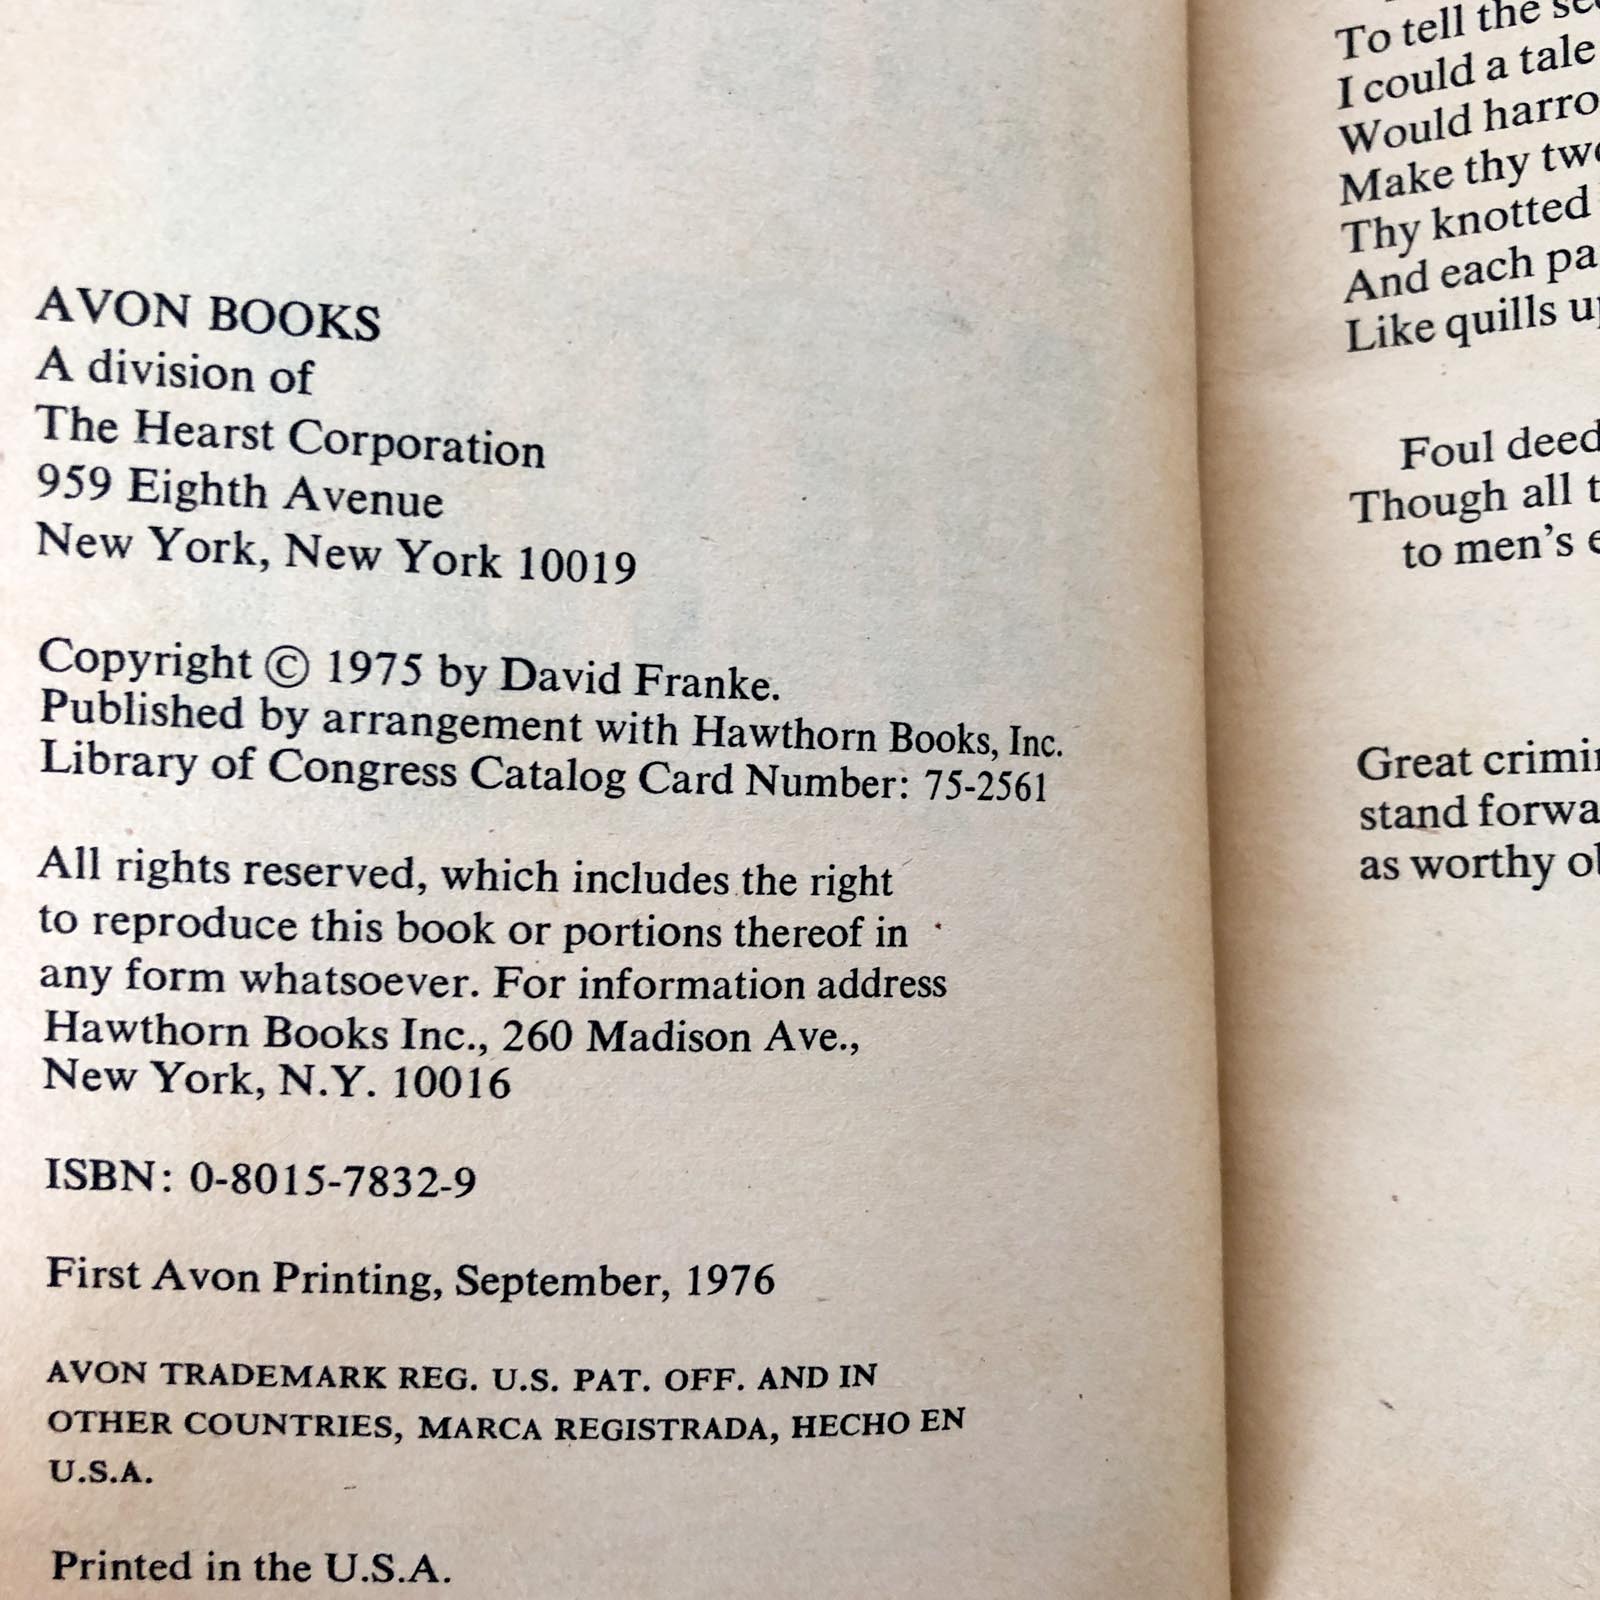 AVON BOOKS
A division of
The Hearst Corporation
959 Eighth Avenue
New York, New York 10019
Copyright © 1975 by David Franke.
Published by arrangement with Hawthorn Books, Inc.
Library of Congress Catalog Card Number: 75-2561
All rights reserved, which includes the right
to reproduce this book or portions thereof in
any form whatsoever. For information address
Hawthorn Books Inc., 260 Madison Ave.,
New York, N.Y. 10016
ISBN: 0-8015-7832-9
First Avon Printing, September, 1976
AVON TRADEMARK REG. U.S. PAT. OFF. AND IN
OTHER COUNTRIES, MARCA REGISTRADA, HECHO EN
U.S.A.
Printed in the U.S.A.
To tell the
I could a tale
Would
Make thy
Thy knotted
And each
Like quills
Foul
Though all
to men's
Great
stand
as worthy